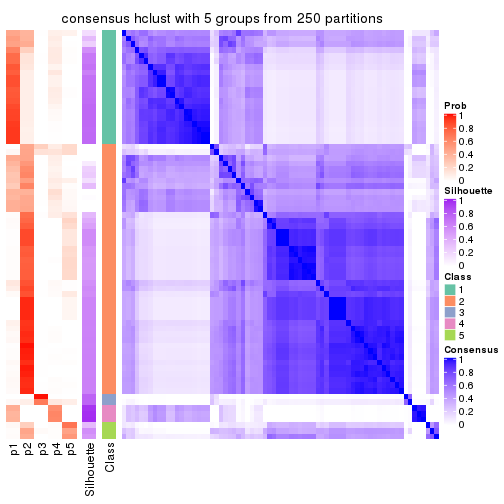 consensus hclust with 5 groups from 250 partitions
Prob
1
0.8
0.6
0.4
0.2
0
Silhouette
1
0.8
0.6
0.4
0.2
0
Class
1
2
3
4
5
Consensus
1
0.8
0.6
0.4
0.2
0
p1
p2
p3
p4
p5
Silhouette
Class